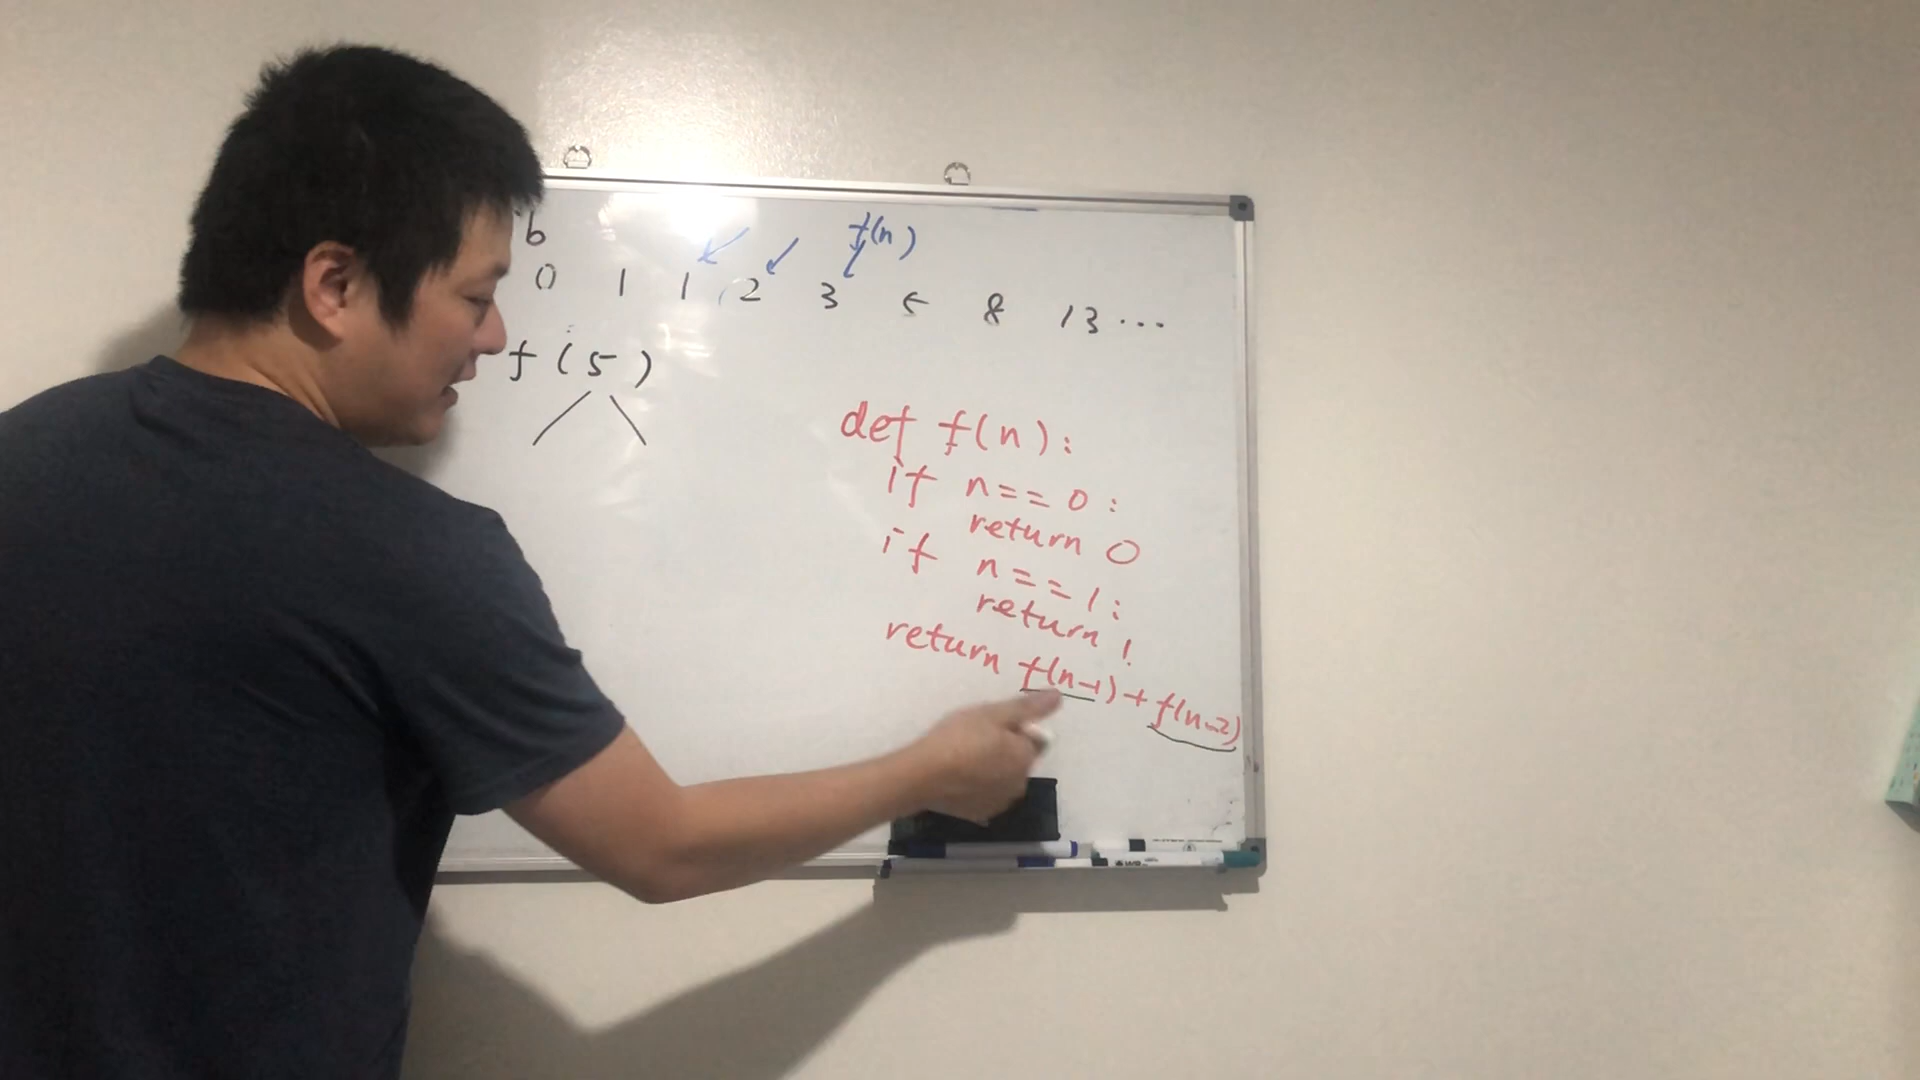 b
f(n)
0 1 1 2 3 5 8 13 ...
f(5)
def f(n):
if n==0:
return 0
if n==1:
return 1
return f(n-1)+f(n-2)